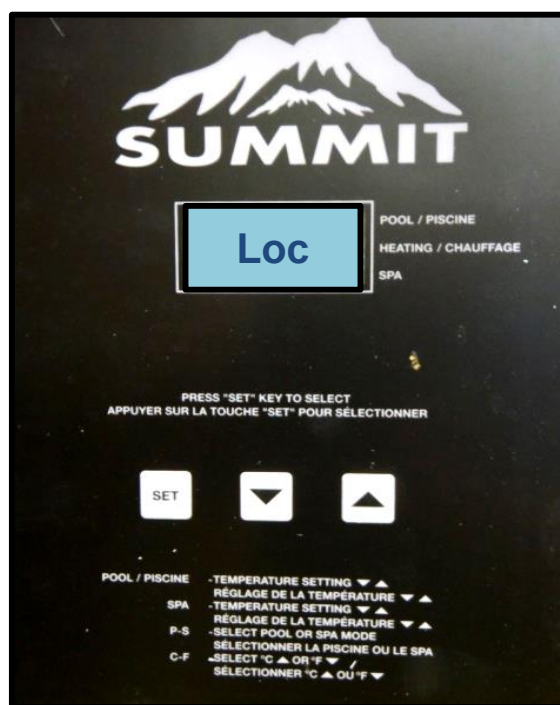 SUMMIT
Loc
POOL / PISCINE
HEATING / CHAUFFAGE
SPA
PRESS "SET" KEY TO SELECT
APPUYER SUR LA TOUCHE "SET" POUR SÉLECTIONNER
SET
POOL / PISCINE -TEMPERATURE SETTING ▼ ▲
RÉGLAGE DE LA TEMPÉRATURE ▼ ▲
SPA -TEMPERATURE SETTING ▼ ▲
RÉGLAGE DE LA TEMPÉRATURE ▼ ▲
P-S -SELECT POOL OR SPA MODE
SÉLECTIONNER LA PISCINE OU LE SPA
C-F -SELECT °C ▲ OR °F ▼
SÉLECTIONNER °C ▲ OU °F ▼